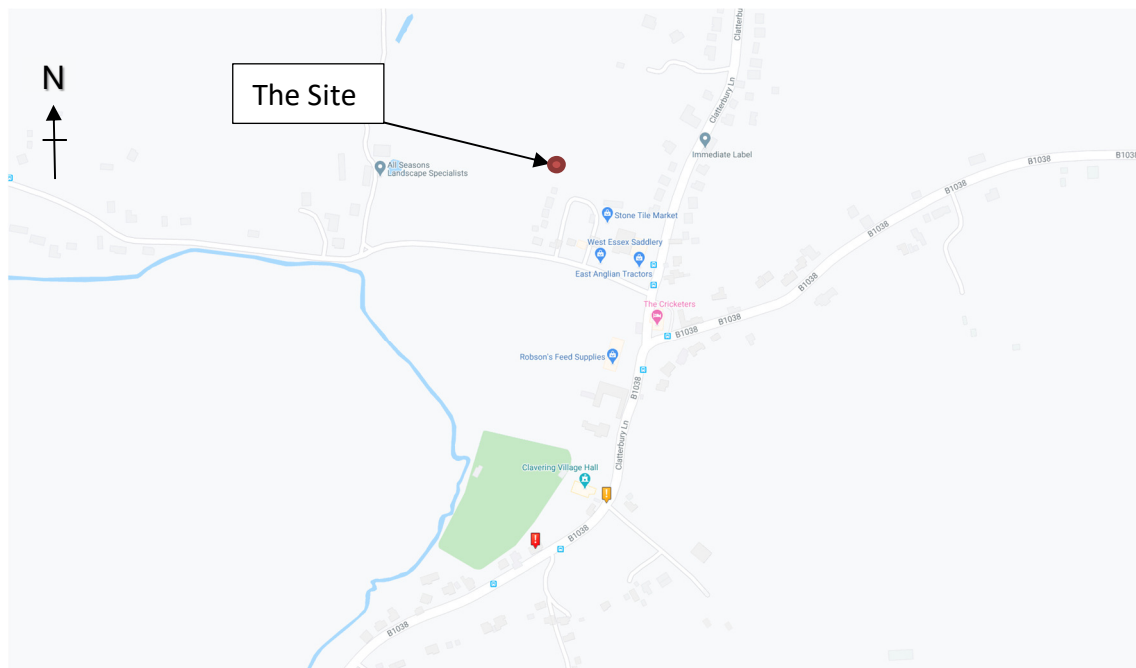 Clatterbury Ln
N
The Site
Clatterbury Ln
Immediate Label
B1038
B1038
All Seasons
Landscape Specialists
B1038
Stone Tile Market
West Essex Saddlery
East Anglian Tractors
B1038
The Cricketers
B1038
Robson's Feed Supplies
B1038
Clatterbury Ln
Clavering Village Hall
B1038
B1038